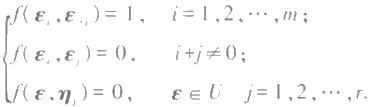 f(ε_i, ε_{-i}) = 1, i = 1, 2, ⋯, m;
f(ε_i, ε_j) = 0, i+j≠0;
f(ε, η_j) = 0, ε ∈ U j = 1, 2, ⋯, r.